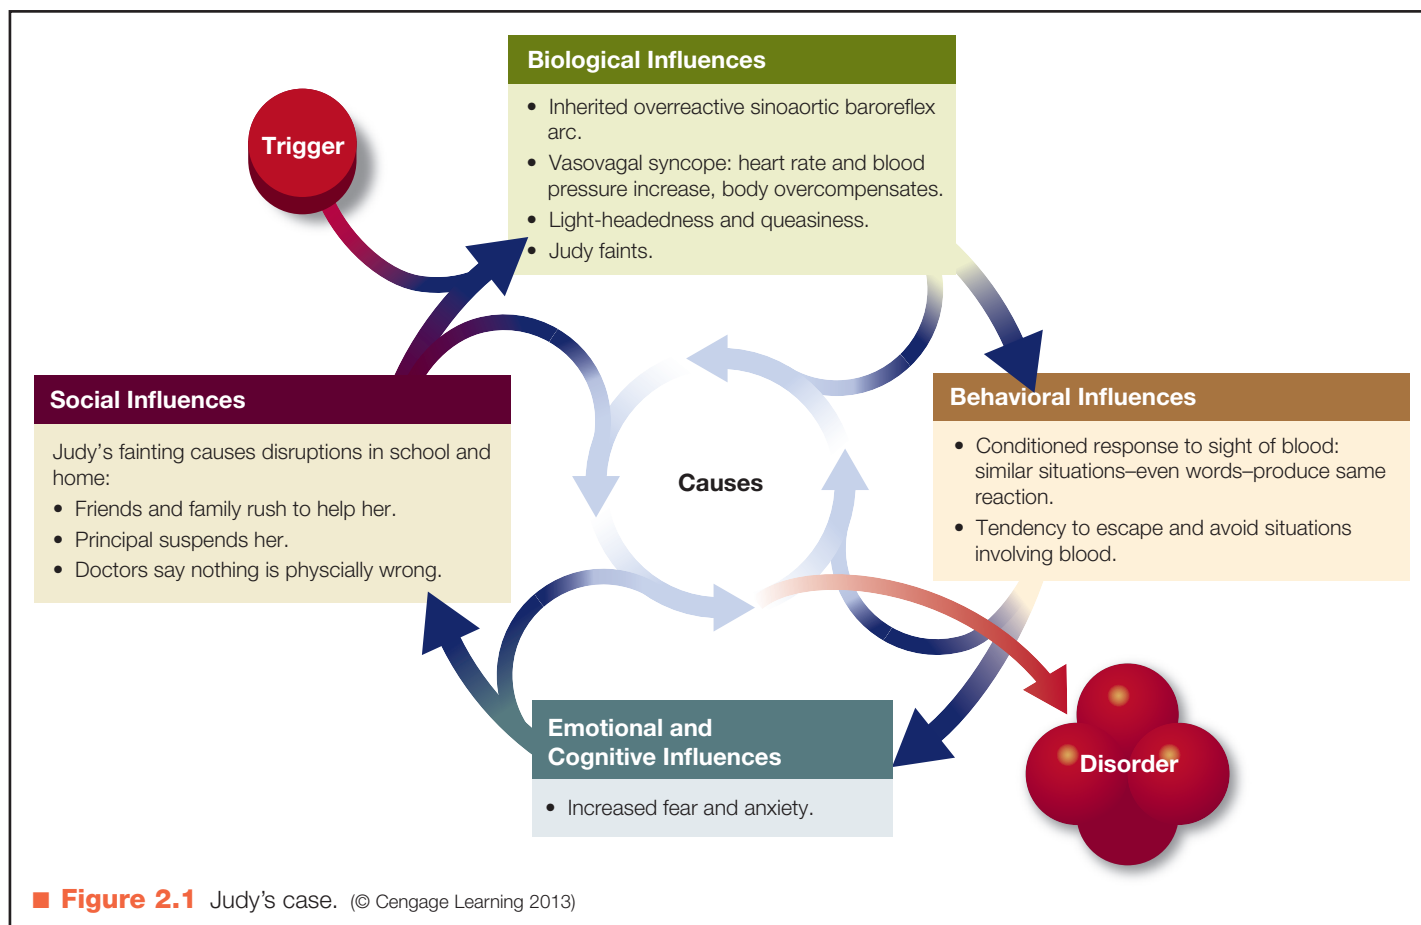 Trigger
Biological Influences
• Inherited overreactive sinoaortic baroreflex
arc.
• Vasovagal syncope: heart rate and blood
pressure increase, body overcompensates.
• Light-headedness and queasiness.
• Judy faints.
Social Influences
Judy’s fainting causes disruptions in school and
home:
• Friends and family rush to help her.
• Principal suspends her.
• Doctors say nothing is physcially wrong.
Causes
Behavioral Influences
• Conditioned response to sight of blood:
similar situations–even words–produce same
reaction.
• Tendency to escape and avoid situations
involving blood.
Emotional and
Cognitive Influences
• Increased fear and anxiety.
Disorder
■ Figure 2.1 Judy’s case. (© Cengage Learning 2013)